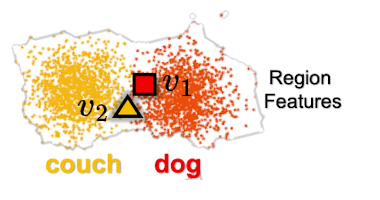 v₁
v₂
Region
Features
couch dog